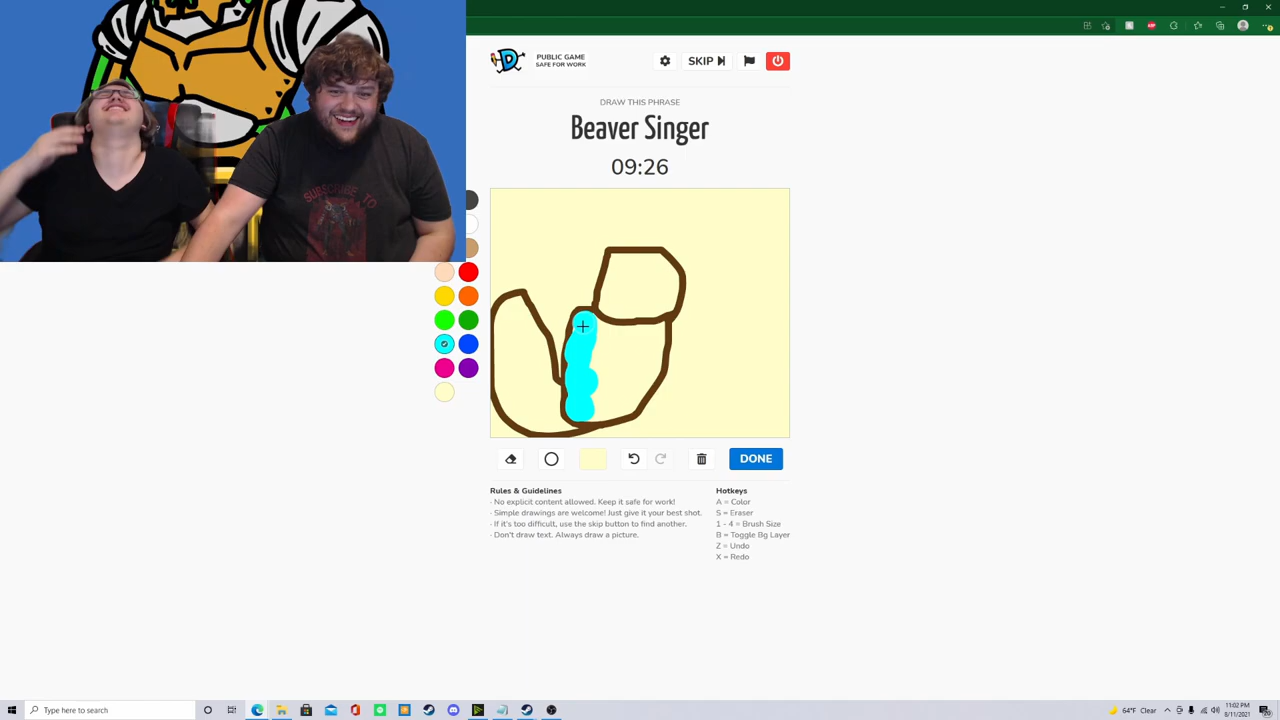 PUBLIC GAME
SAFE FOR WORK
SKIP
DRAW THIS PHRASE
Beaver Singer
09:26
SUBSCRIBE TO
DONE
Rules & Guidelines
· No explicit content allowed. Keep it safe for work!
· Simple drawings are welcome! Just give it your best shot.
· If it's too difficult, use the skip button to find another.
· Don't draw text. Always draw a picture.
Hotkeys
A = Color
S = Eraser
1 - 4 = Brush Size
B = Toggle Bg Layer
Z = Undo
X = Redo
Type here to search
64°F Clear
11:02 PM
8/11/2021